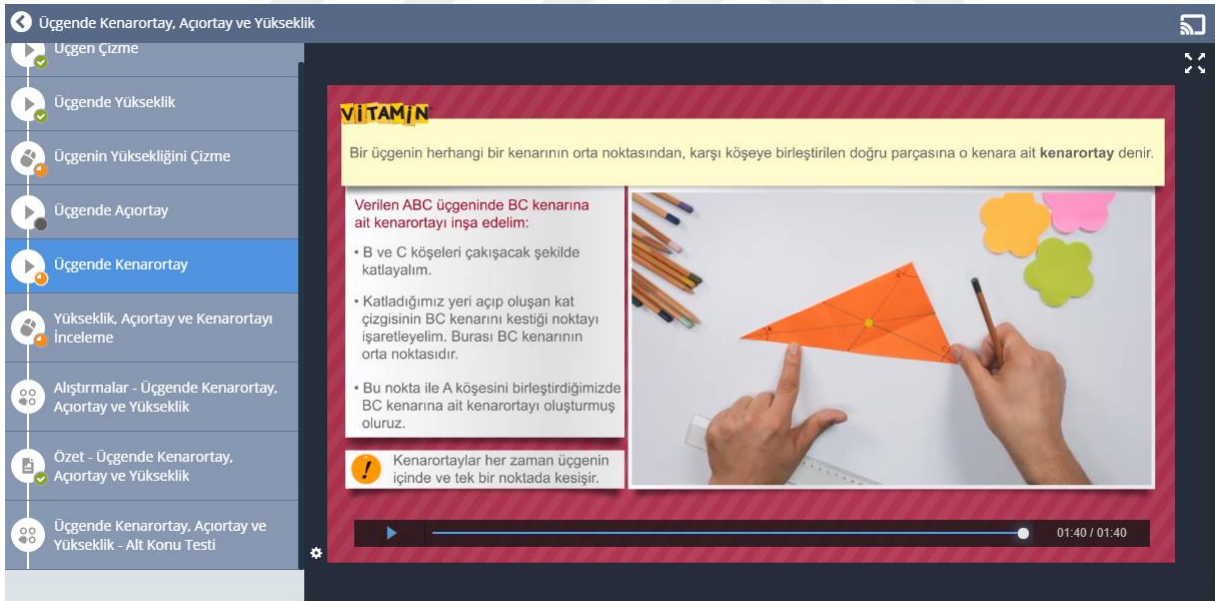 Üçgende Kenarortay, Açıortay ve Yükseklik
Üçgen Çizme
Üçgende Yükseklik
Üçgenin Yüksekliğini Çizme
Üçgende Açıortay
Üçgende Kenarortay
Yükseklik, Açıortay ve Kenarortayı
İnceleme
Alıştırmalar - Üçgende Kenarortay,
Açıortay ve Yükseklik
Özet - Üçgende Kenarortay,
Açıortay ve Yükseklik
Üçgende Kenarortay, Açıortay ve
Yükseklik - Alt Konu Testi
VİTAMİN
Bir üçgenin herhangi bir kenarının orta noktasından, karşı köşeye birleştirilen doğru parçasına o kenara ait kenarortay denir.
Verilen ABC üçgeninde BC kenarına
ait kenarortayı inşa edelim:
• B ve C köşeleri çakışacak şekilde
katlayalım.
• Katladığımız yeri açıp oluşan kat
çizgisinin BC kenarını kestiği noktayı
işaretleyelim. Burası BC kenarının
orta noktasıdır.
• Bu nokta ile A köşesini birleştirdiğimizde
BC kenarına ait kenarortayı oluşturmuş
oluruz.
! Kenarortaylar her zaman üçgenin
içinde ve tek bir noktada kesişir.
01:40 / 01:40